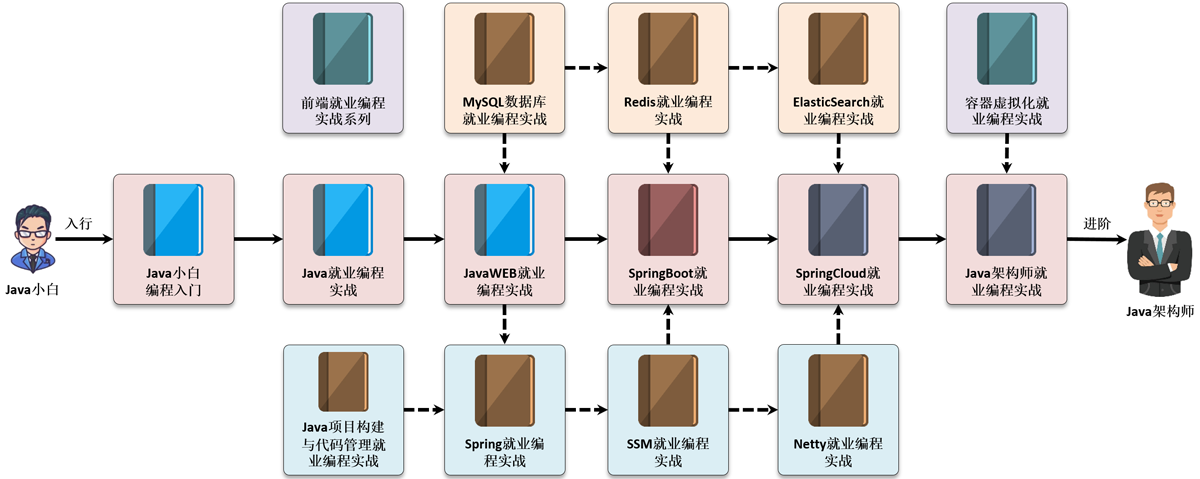 前端就业编程
实战系列
MySQL数据库
就业编程实战
Redis就业编程
实战
ElasticSearch就
业编程实战
容器虚拟化就
业编程实战
Java小白
入行
Java小白
编程入门
Java就业编程
实战
JavaWEB就业
编程实战
SpringBoot就
业编程实战
SpringCloud就
业编程实战
Java架构师就
业编程实战
进阶
Java架构师
Java项目构建
与代码管理就
业编程实战
Spring就业编
程实战
SSM就业编程
实战
Netty就业编程
实战